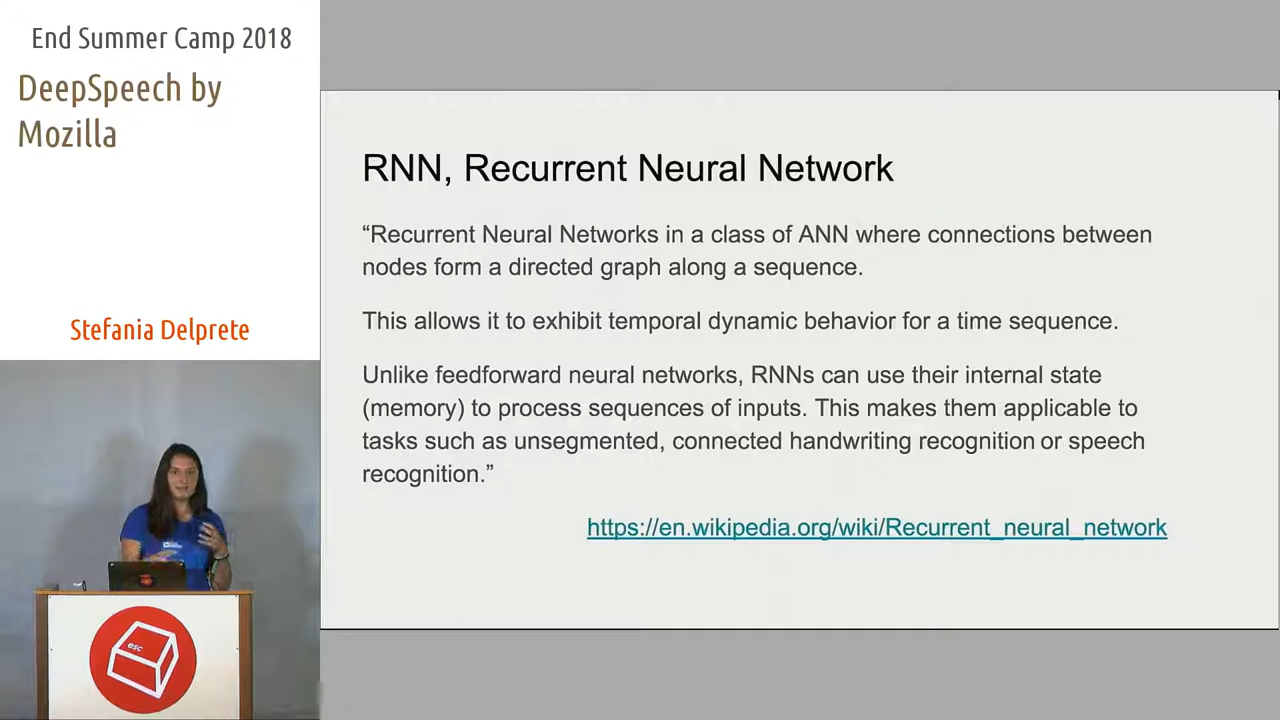 End Summer Camp 2018
DeepSpeech by
Mozilla
Stefania Delprete
RNN, Recurrent Neural Network
“Recurrent Neural Networks in a class of ANN where connections between
nodes form a directed graph along a sequence.
This allows it to exhibit temporal dynamic behavior for a time sequence.
Unlike feedforward neural networks, RNNs can use their internal state
(memory) to process sequences of inputs. This makes them applicable to
tasks such as unsegmented, connected handwriting recognition or speech
recognition.”
https://en.wikipedia.org/wiki/Recurrent_neural_network
esc